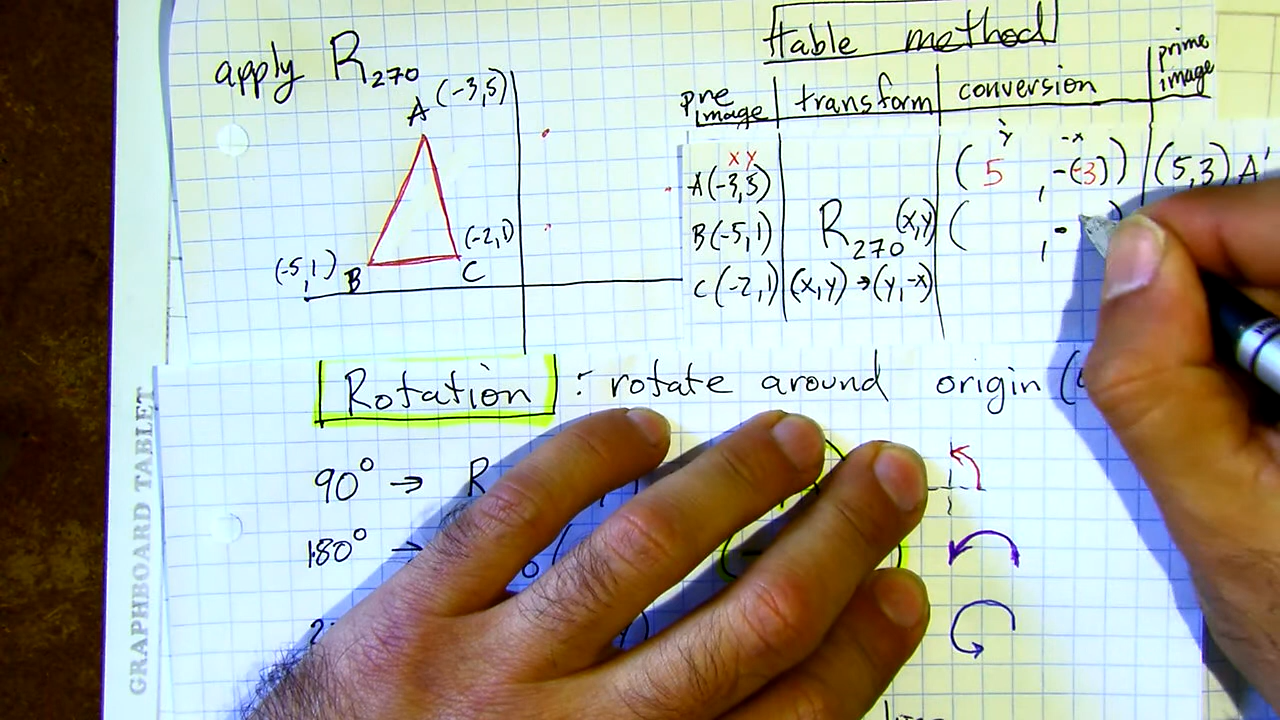 apply R270
A (-3,5)
(-2,1)
(-5,1) B C
table method
pre image transform conversion prime image
x y y -x
A(-3,5) (5 , -(-3)) (5,3) A'
B(-5,1) R270 (x,y) ( , - )
C(-2,1) (x,y) → (y,-x)
Rotation : rotate around origin (
90° → R
180° →
GRAPHBOARD TABLET